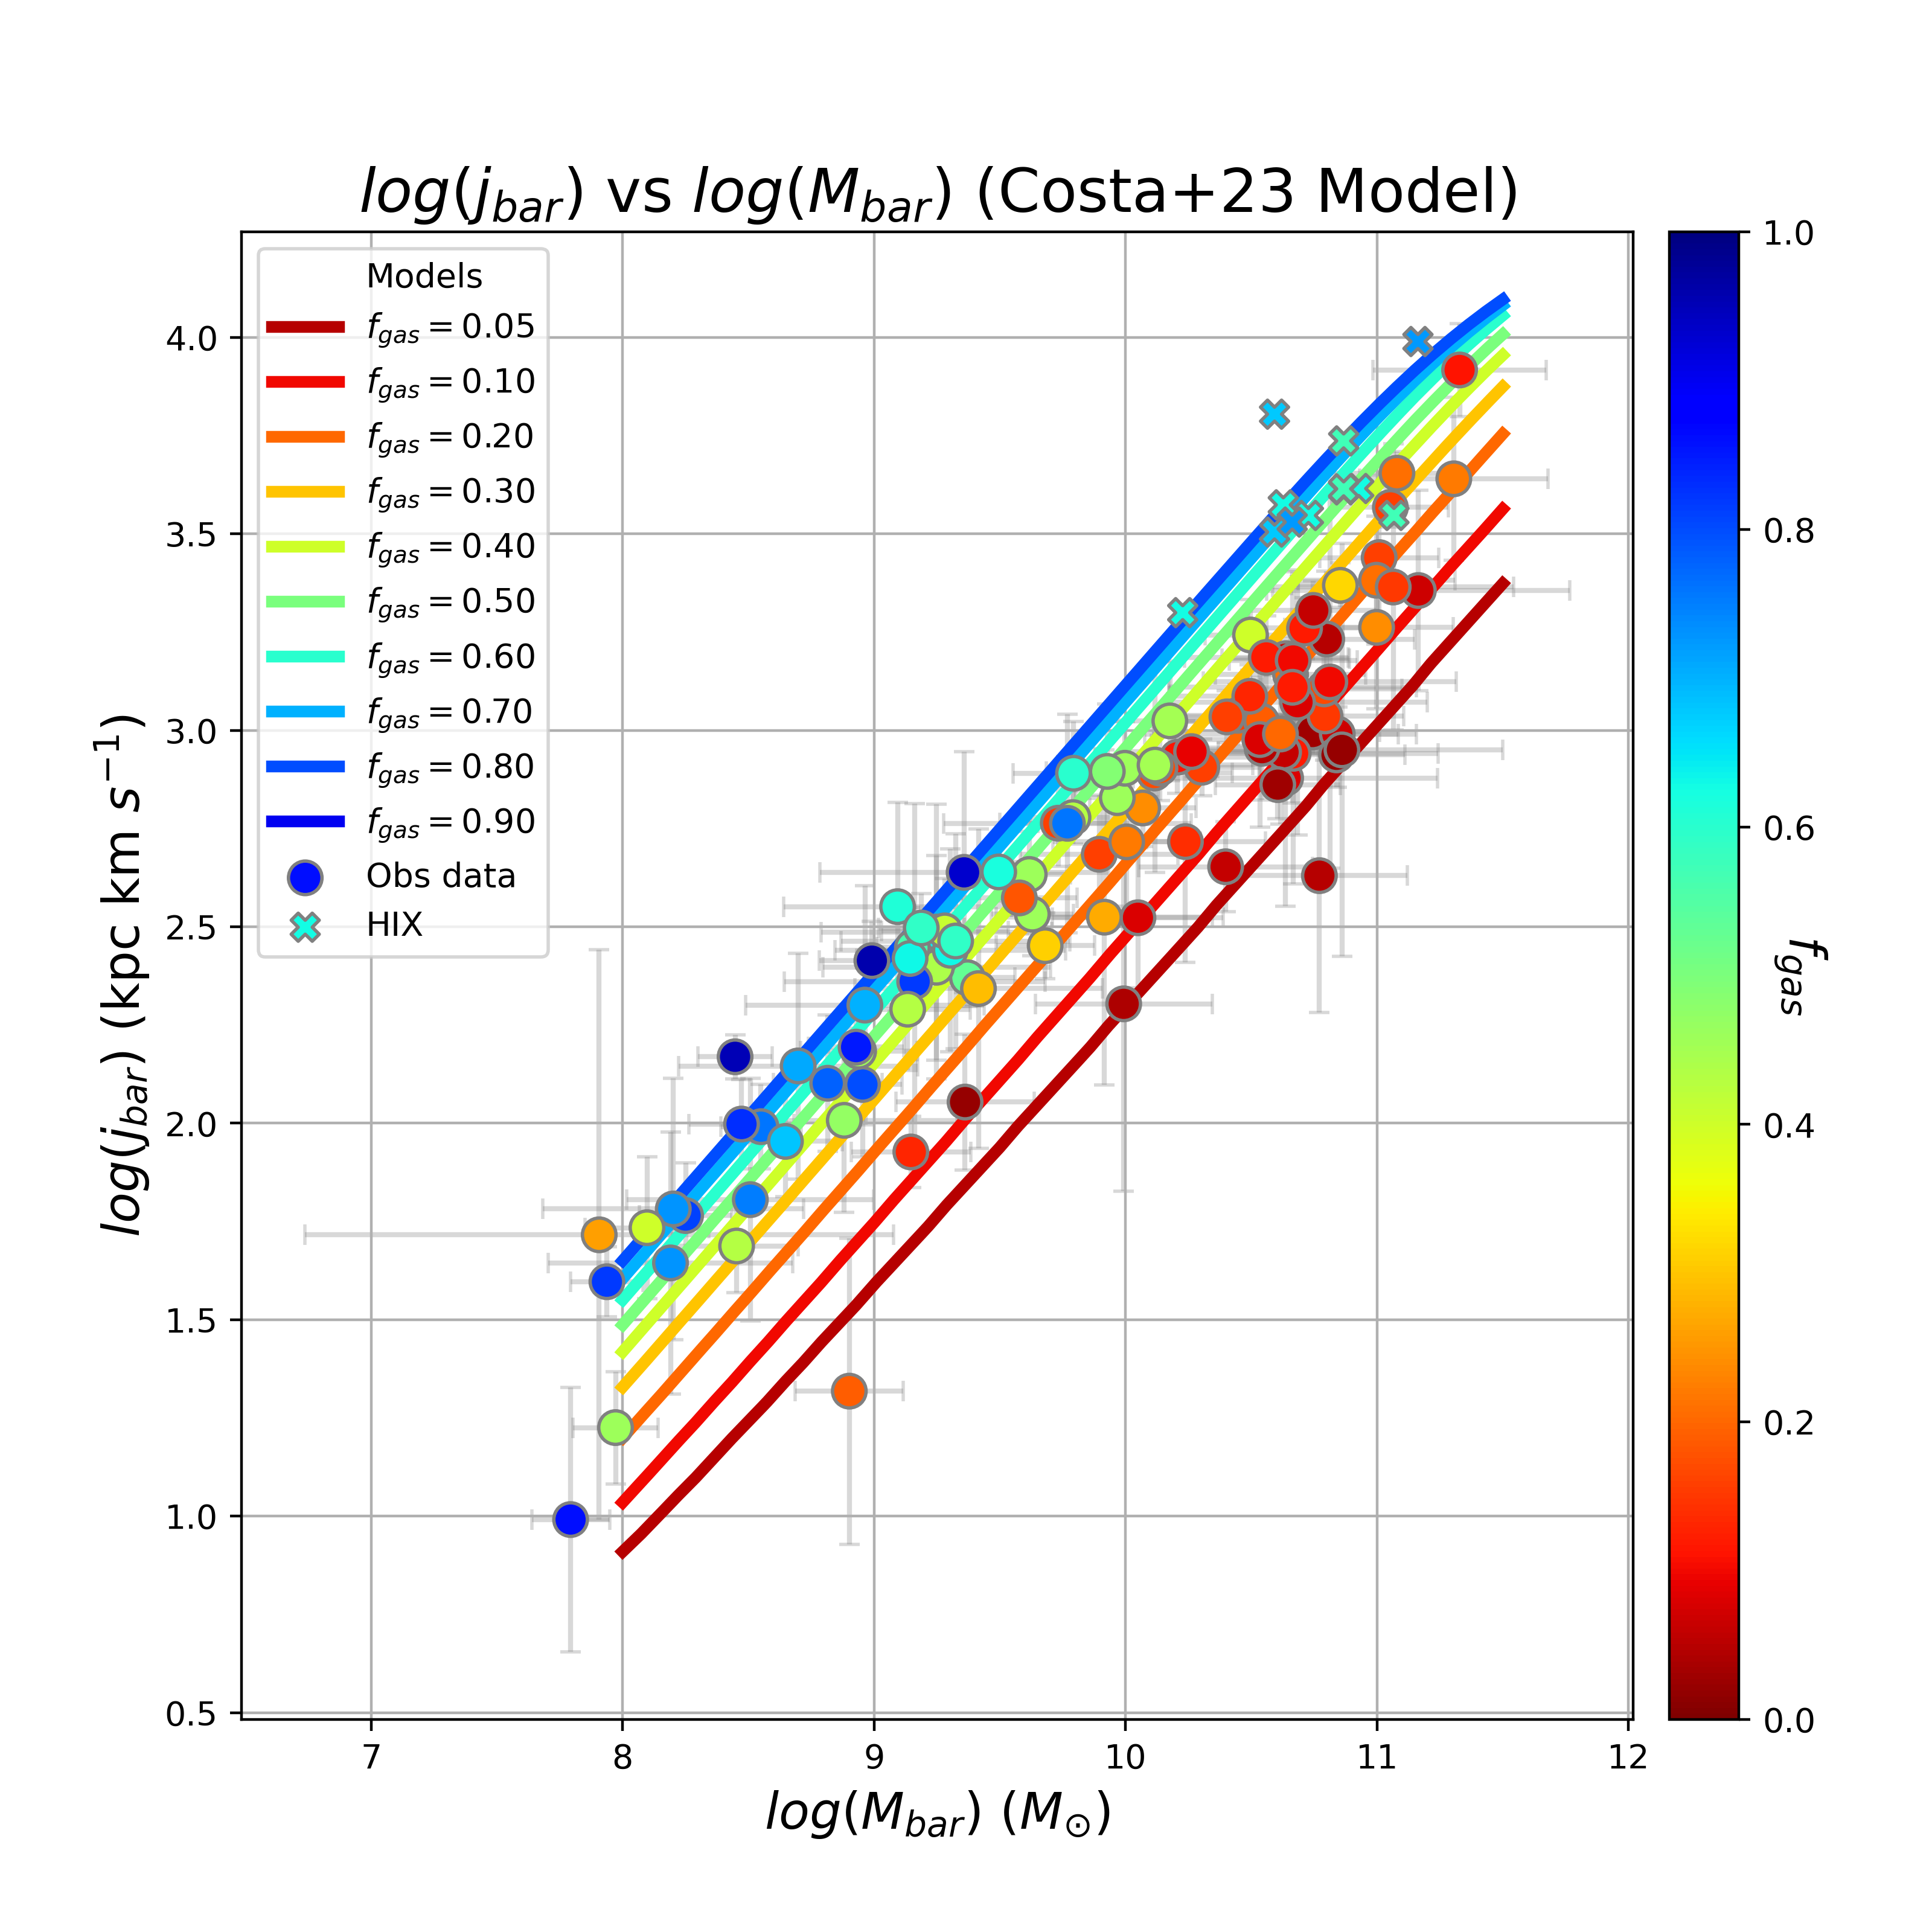 log(j_bar) vs log(M_bar) (Costa+23 Model)
Models
f_gas = 0.05
f_gas = 0.10
f_gas = 0.20
f_gas = 0.30
f_gas = 0.40
f_gas = 0.50
f_gas = 0.60
f_gas = 0.70
f_gas = 0.80
f_gas = 0.90
Obs data
HIX
log(j_bar) (kpc km s⁻¹)
4.0
3.5
3.0
2.5
2.0
1.5
1.0
0.5
7 8 9 10 11 12
log(M_bar) (M_⊙)
1.0
0.8
0.6
0.4
0.2
0.0
f_gas